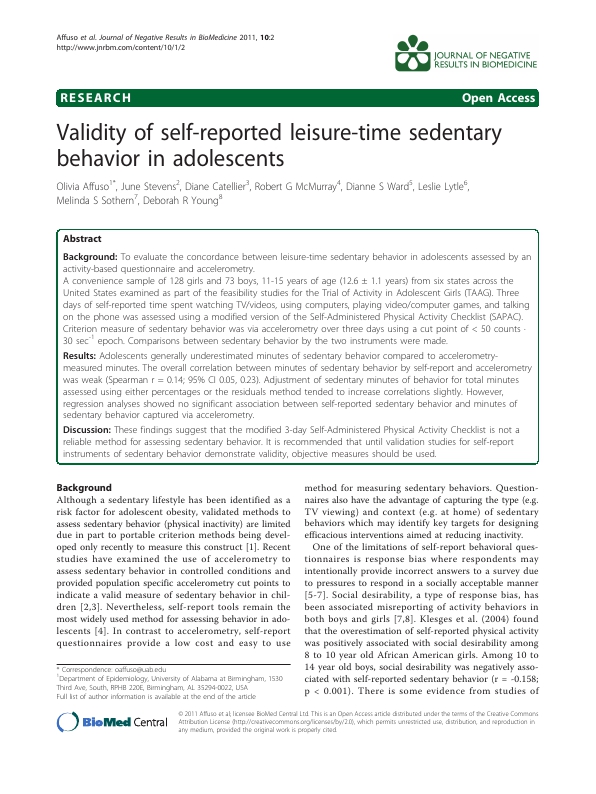 Affuso et al. Journal of Negative Results in BioMedicine 2011, 10:2
http://www.jnrbm.com/content/10/1/2
JOURNAL OF NEGATIVE
RESULTS IN BIOMEDICINE
RESEARCH
Open Access
Validity of self-reported leisure-time sedentary
behavior in adolescents
Olivia Affuso1*, June Stevens2, Diane Catellier3, Robert G McMurray4, Dianne S Ward5, Leslie Lytle6,
Melinda S Sothern7, Deborah R Young8
Abstract
Background: To evaluate the concordance between leisure-time sedentary behavior in adolescents assessed by an
activity-based questionnaire and accelerometry.
A convenience sample of 128 girls and 73 boys, 11-15 years of age (12.6 ± 1.1 years) from six states across the
United States examined as part of the feasibility studies for the Trial of Activity in Adolescent Girls (TAAG). Three
days of self-reported time spent watching TV/videos, using computers, playing video/computer games, and talking
on the phone was assessed using a modified version of the Self-Administered Physical Activity Checklist (SAPAC).
Criterion measure of sedentary behavior was via accelerometry over three days using a cut point of < 50 counts ·
30 sec-1 epoch. Comparisons between sedentary behavior by the two instruments were made.
Results: Adolescents generally underestimated minutes of sedentary behavior compared to accelerometry-
measured minutes. The overall correlation between minutes of sedentary behavior by self-report and accelerometry
was weak (Spearman r = 0.14; 95% CI 0.05, 0.23). Adjustment of sedentary minutes of behavior for total minutes
assessed using either percentages or the residuals method tended to increase correlations slightly. However,
regression analyses showed no significant association between self-reported sedentary behavior and minutes of
sedentary behavior captured via accelerometry.
Discussion: These findings suggest that the modified 3-day Self-Administered Physical Activity Checklist is not a
reliable method for assessing sedentary behavior. It is recommended that until validation studies for self-report
instruments of sedentary behavior demonstrate validity, objective measures should be used.
Background
Although a sedentary lifestyle has been identified as a
risk factor for adolescent obesity, validated methods to
assess sedentary behavior (physical inactivity) are limited
due in part to portable criterion methods being devel-
oped only recently to measure this construct [1]. Recent
studies have examined the use of accelerometry to
assess sedentary behavior in controlled conditions and
provided population specific accelerometry cut points to
indicate a valid measure of sedentary behavior in chil-
dren [2,3]. Nevertheless, self-report tools remain the
most widely used method for assessing behavior in ado-
lescents [4]. In contrast to accelerometry, self-report
questionnaires provide a low cost and easy to use
method for measuring sedentary behaviors. Question-
naires also have the advantage of capturing the type (e.g.
TV viewing) and context (e.g. at home) of sedentary
behaviors which may identify key targets for designing
efficacious interventions aimed at reducing inactivity.
One of the limitations of self-report behavioral ques-
tionnaires is response bias where respondents may
intentionally provide incorrect answers to a survey due
to pressures to respond in a socially acceptable manner
[5-7]. Social desirability, a type of response bias, has
been associated misreporting of activity behaviors in
both boys and girls [7,8]. Klesges et al. (2004) found
that the overestimation of self-reported physical activity
was positively associated with social desirability among
8 to 10 year old African American girls. Among 10 to
14 year old boys, social desirability was negatively asso-
ciated with self-reported sedentary behavior (r = -0.158;
p < 0.001). There is some evidence from studies of
* Correspondence: oaffuso@uab.edu
1Department of Epidemiology, University of Alabama at Birmingham, 1530
Third Ave, South, RPHB 220E, Birmingham, AL 35294-0022, USA
Full list of author information is available at the end of the article
BioMed Central
© 2011 Affuso et al; licensee BioMed Central Ltd. This is an Open Access article distributed under the terms of the Creative Commons
Attribution License (http://creativecommons.org/licenses/by/2.0), which permits unrestricted use, distribution, and reproduction in
any medium, provided the original work is properly cited.